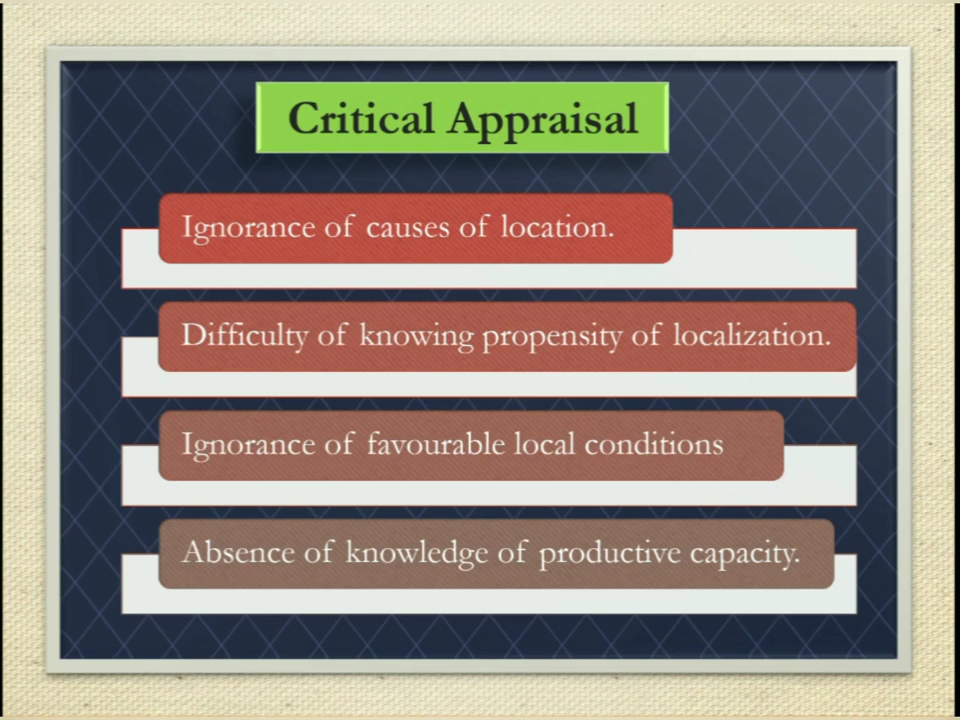 Critical Appraisal
Ignorance of causes of location.
Difficulty of knowing propensity of localization.
Ignorance of favourable local conditions
Absence of knowledge of productive capacity.